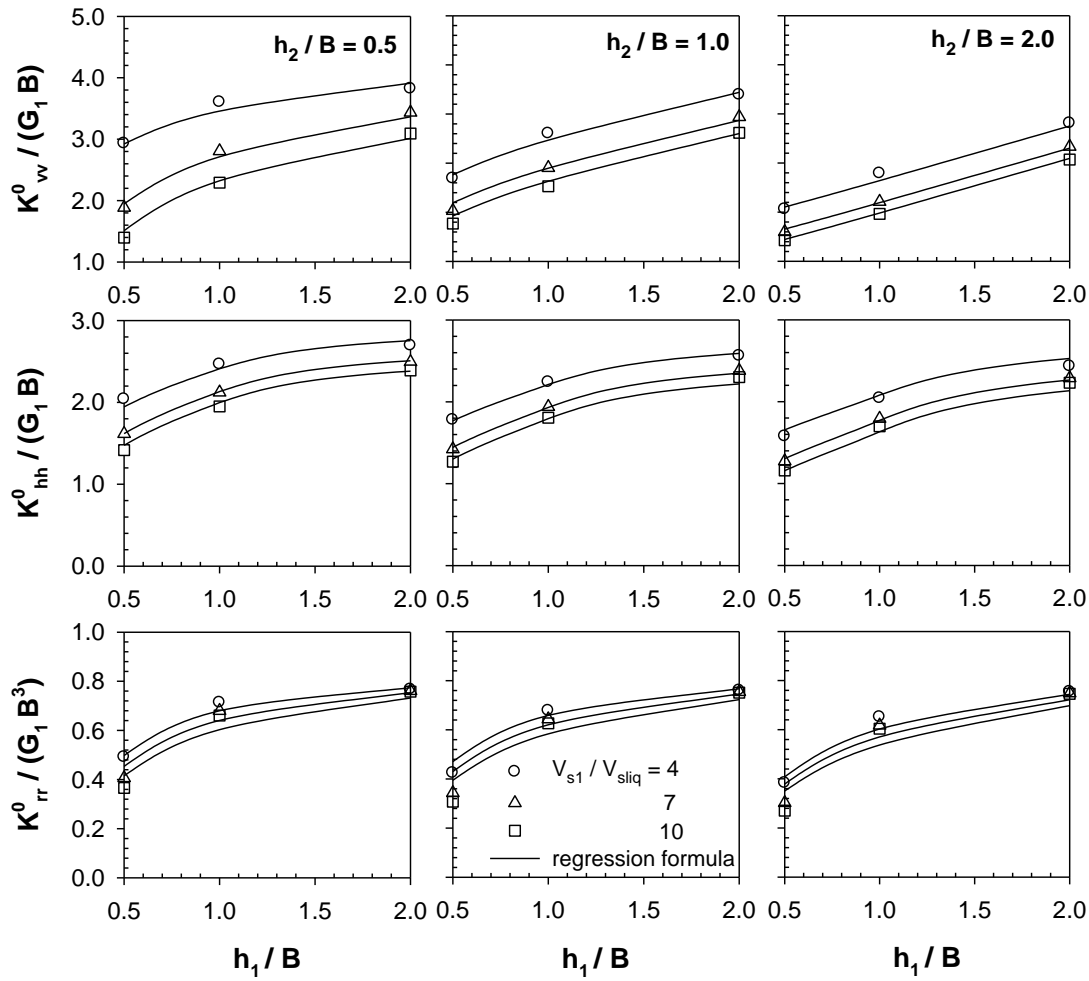 h2 / B = 0.5
h2 / B = 1.0
h2 / B = 2.0
K0vv / (G1 B)
5.0
4.0
3.0
2.0
1.0
0.5 1.0 1.5 2.0
0.5 1.0 1.5 2.0
0.5 1.0 1.5 2.0
K0hh / (G1 B)
3.0
2.0
1.0
0.0
0.5 1.0 1.5 2.0
0.5 1.0 1.5 2.0
0.5 1.0 1.5 2.0
K0rr / (G1 B3)
1.0
0.8
0.6
0.4
0.2
0.0
Vs1 / Vsliq = 4
7
10
regression formula
0.5 1.0 1.5 2.0
0.5 1.0 1.5 2.0
0.5 1.0 1.5 2.0
h1 / B
h1 / B
h1 / B